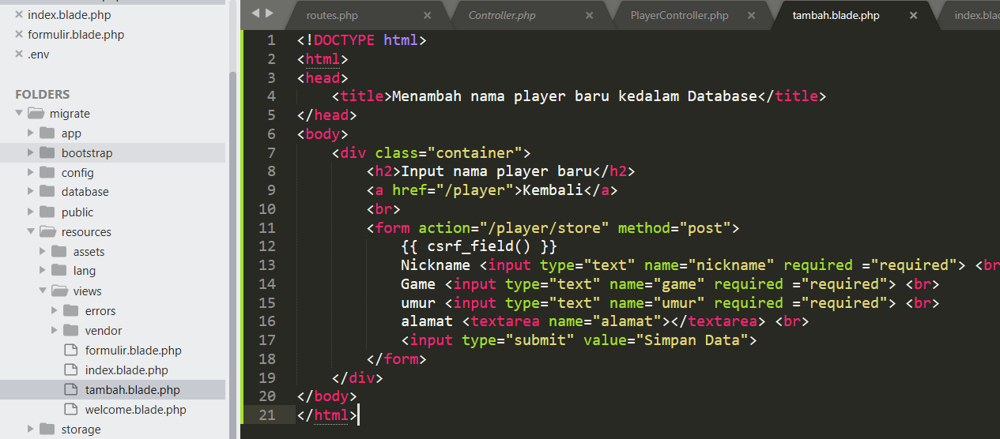 index.blade.php
formulir.blade.php
.env
FOLDERS
migrate
app
bootstrap
config
database
public
resources
assets
lang
views
errors
vendor
formulir.blade.php
index.blade.php
tambah.blade.php
welcome.blade.php
storage
routes.php
Controller.php
PlayerController.php
tambah.blade.php
index.blad
1 <!DOCTYPE html>
2 <html>
3 <head>
4 <title>Menambah nama player baru kedalam Database</title>
5 </head>
6 <body>
7 <div class="container">
8 <h2>Input nama player baru</h2>
9 <a href="/player">Kembali</a>
10 <br>
11 <form action="/player/store" method="post">
12 {{ csrf_field() }}
13 Nickname <input type="text" name="nickname" required ="required"> <br
14 Game <input type="text" name="game" required ="required"> <br>
15 umur <input type="text" name="umur" required ="required"> <br>
16 alamat <textarea name="alamat"></textarea> <br>
17 <input type="submit" value="Simpan Data">
18 </form>
19 </div>
20 </body>
21 </html>